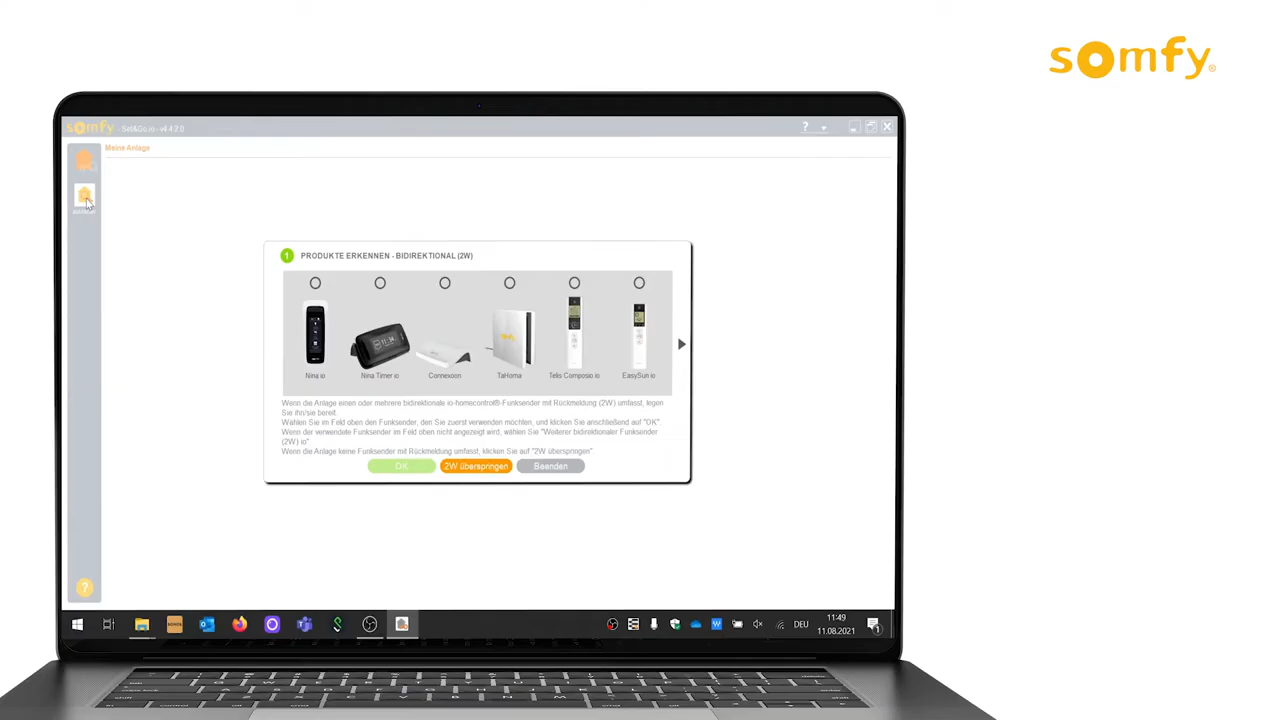 somfy®
somfy - Set&Go io - v4.4.2.0
?
Meine Anlage
1 PRODUKTE ERKENNEN - BIDIREKTIONAL (2W)
Nina io
Nina Timer io
Connexoon
TaHoma
Telis Composio io
EasySun io
Wenn die Anlage einen oder mehrere bidirektionale io-homecontrol®-Funksender mit Rückmeldung (2W) umfasst, legen
Sie ihn/sie bereit.
Wählen Sie im Feld oben den Funksender, den Sie zuerst verwenden möchten, und klicken Sie anschließend auf "OK".
Wenn der verwendete Funksender im Feld oben nicht angezeigt wird, wählen Sie "Weiterer bidirektionaler Funksender
(2W) io"
Wenn die Anlage keine Funksender mit Rückmeldung umfasst, klicken Sie auf "2W überspringen".
OK
2W überspringen
Beenden
?
DEU
11:49
11.08.2021
1